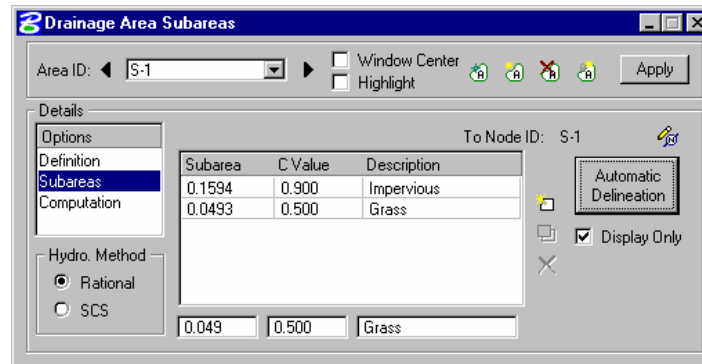 Drainage Area Subareas
Area ID: S-1 Window Center Apply
Highlight
Details
Options To Node ID: S-1
Definition Subarea C Value Description
Subareas 0.1594 0.900 Impervious Automatic
Computation 0.0493 0.500 Grass Delineation
Display Only
Hydro. Method
Rational
SCS
0.049 0.500 Grass